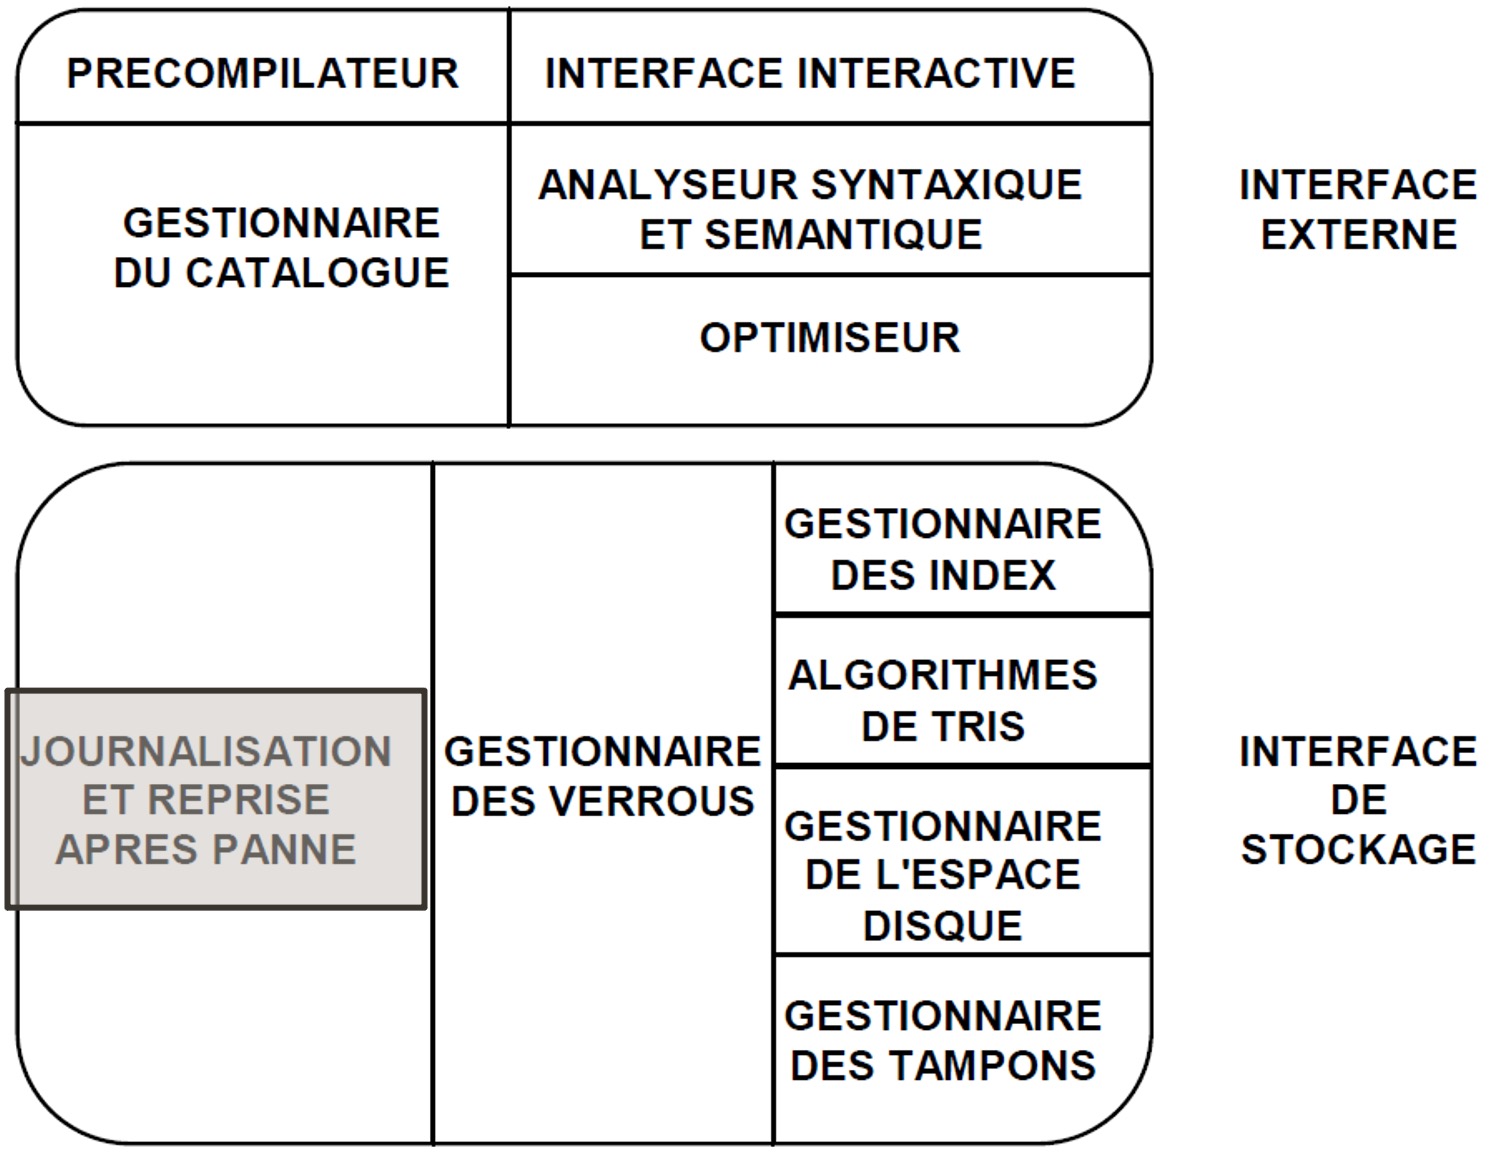 PRECOMPILATEUR
INTERFACE INTERACTIVE
GESTIONNAIRE
DU CATALOGUE
ANALYSEUR SYNTAXIQUE
ET SEMANTIQUE
OPTIMISEUR
INTERFACE
EXTERNE
JOURNALISATION
ET REPRISE
APRES PANNE
GESTIONNAIRE
DES VERROUS
GESTIONNAIRE
DES INDEX
ALGORITHMES
DE TRIS
GESTIONNAIRE
DE L'ESPACE
DISQUE
GESTIONNAIRE
DES TAMPONS
INTERFACE
DE
STOCKAGE